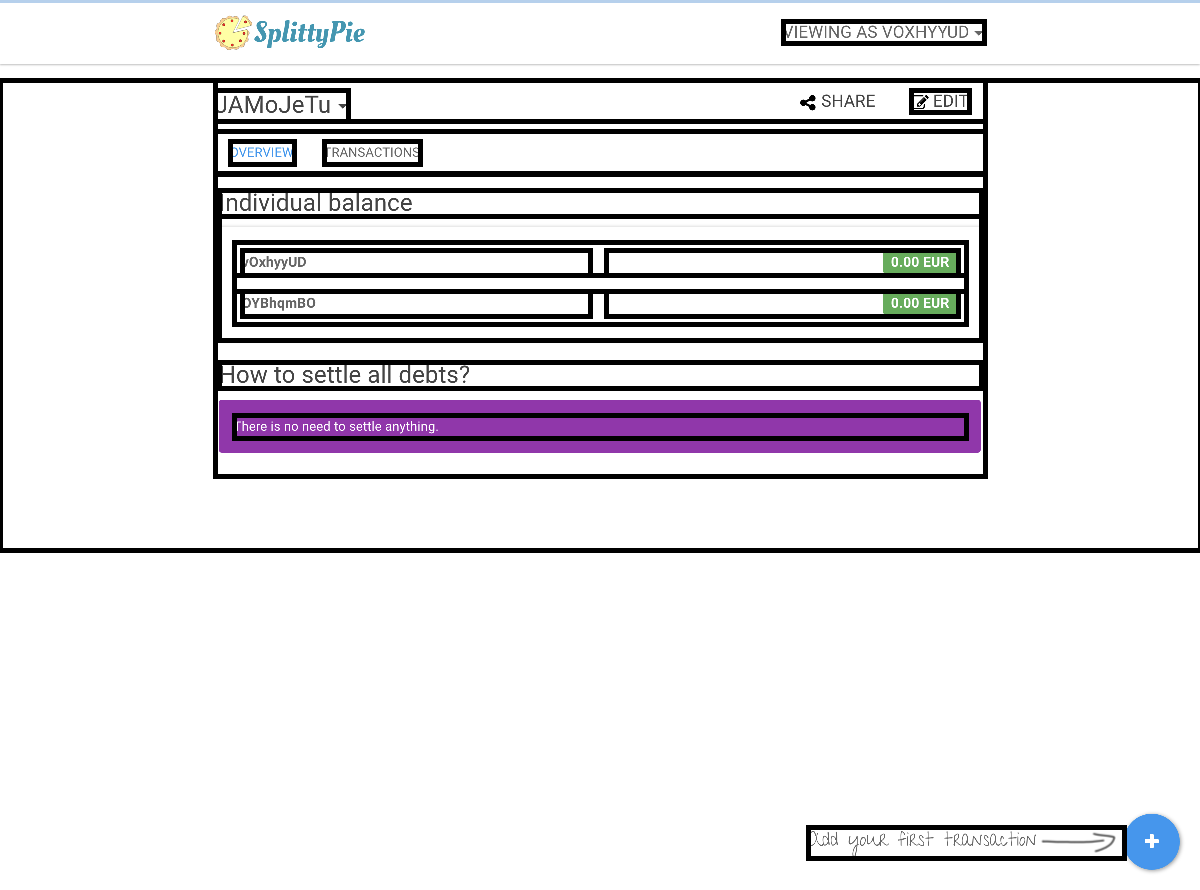 SplittyPie
VIEWING AS VOXHYYUD
JAMoJeTu
SHARE
EDIT
OVERVIEW
TRANSACTIONS
Individual balance
vOxhyyUD
0.00 EUR
DYBhqmBO
0.00 EUR
How to settle all debts?
There is no need to settle anything.
Add your first transaction
+